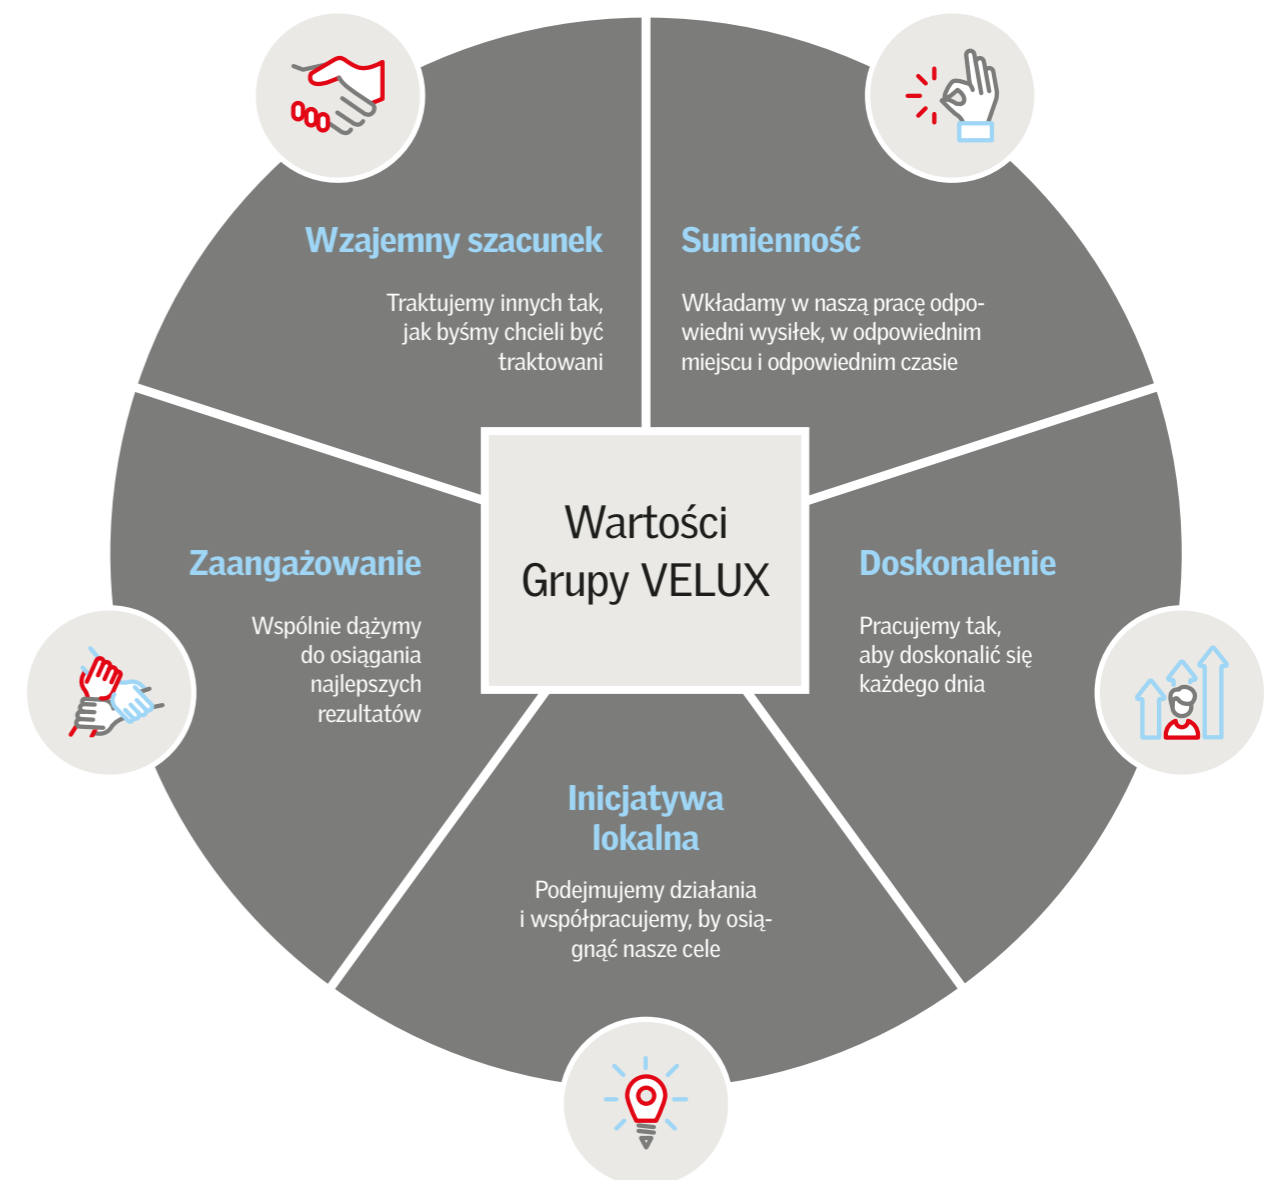 Wzajemny szacunek
Traktujemy innych tak,
jak byśmy chcieli być
traktowani
Sumienność
Wkładamy w naszą pracę odpo-
wiedni wysiłek, w odpowiednim
miejscu i odpowiednim czasie
Wartości
Grupy VELUX
Zaangażowanie
Wspólnie dążymy
do osiągania
najlepszych
rezultatów
Doskonalenie
Pracujemy tak,
aby doskonalić się
każdego dnia
Inicjatywa
lokalna
Podejmujemy działania
i współpracujemy, by osią-
gnąć nasze cele